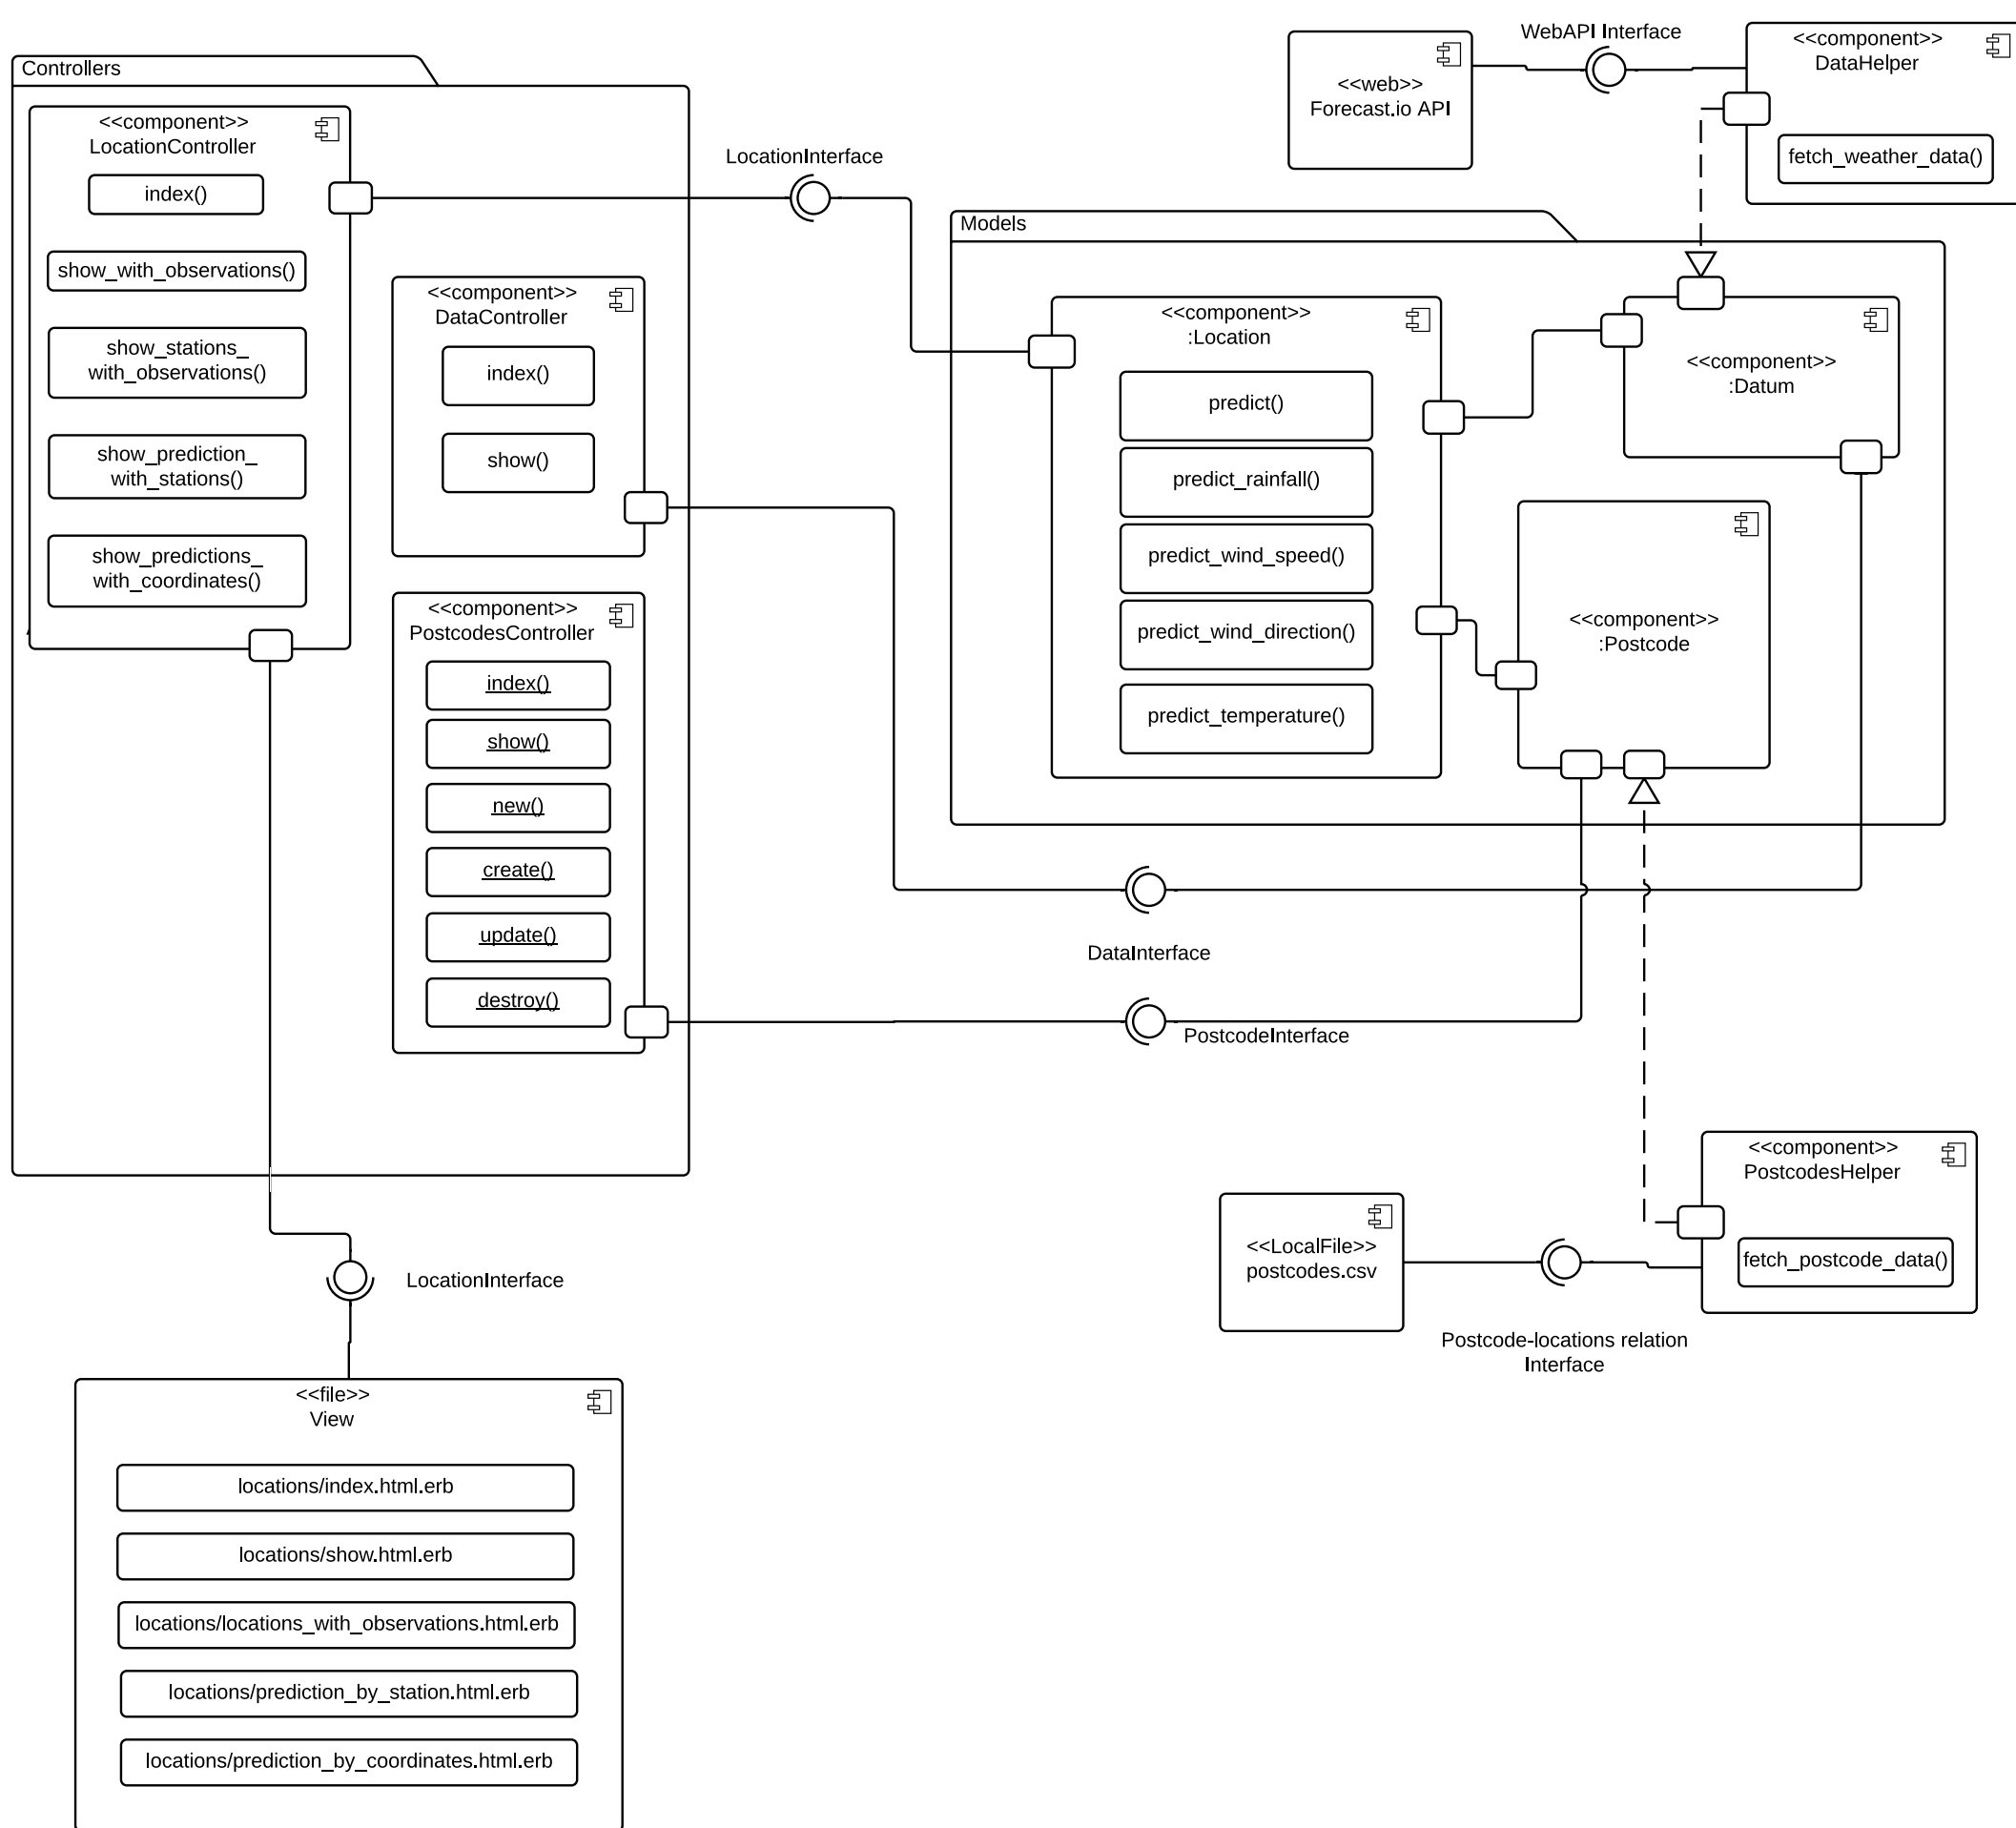 Controllers
<<component>>
LocationController
index()
show_with_observations()
show_stations_
with_observations()
show_prediction_
with_stations()
show_predictions_
with_coordinates()
<<component>>
DataController
index()
show()
<<component>>
PostcodesController
index()
show()
new()
create()
update()
destroy()
LocationInterface
<<web>>
Forecast.io API
WebAPI Interface
<<component>>
DataHelper
fetch_weather_data()
Models
<<component>>
:Location
predict()
predict_rainfall()
predict_wind_speed()
predict_wind_direction()
predict_temperature()
<<component>>
:Datum
<<component>>
:Postcode
DataInterface
PostcodeInterface
<<component>>
PostcodesHelper
fetch_postcode_data()
<<LocalFile>>
postcodes.csv
Postcode-locations relation
Interface
LocationInterface
<<file>>
View
locations/index.html.erb
locations/show.html.erb
locations/locations_with_observations.html.erb
locations/prediction_by_station.html.erb
locations/prediction_by_coordinates.html.erb